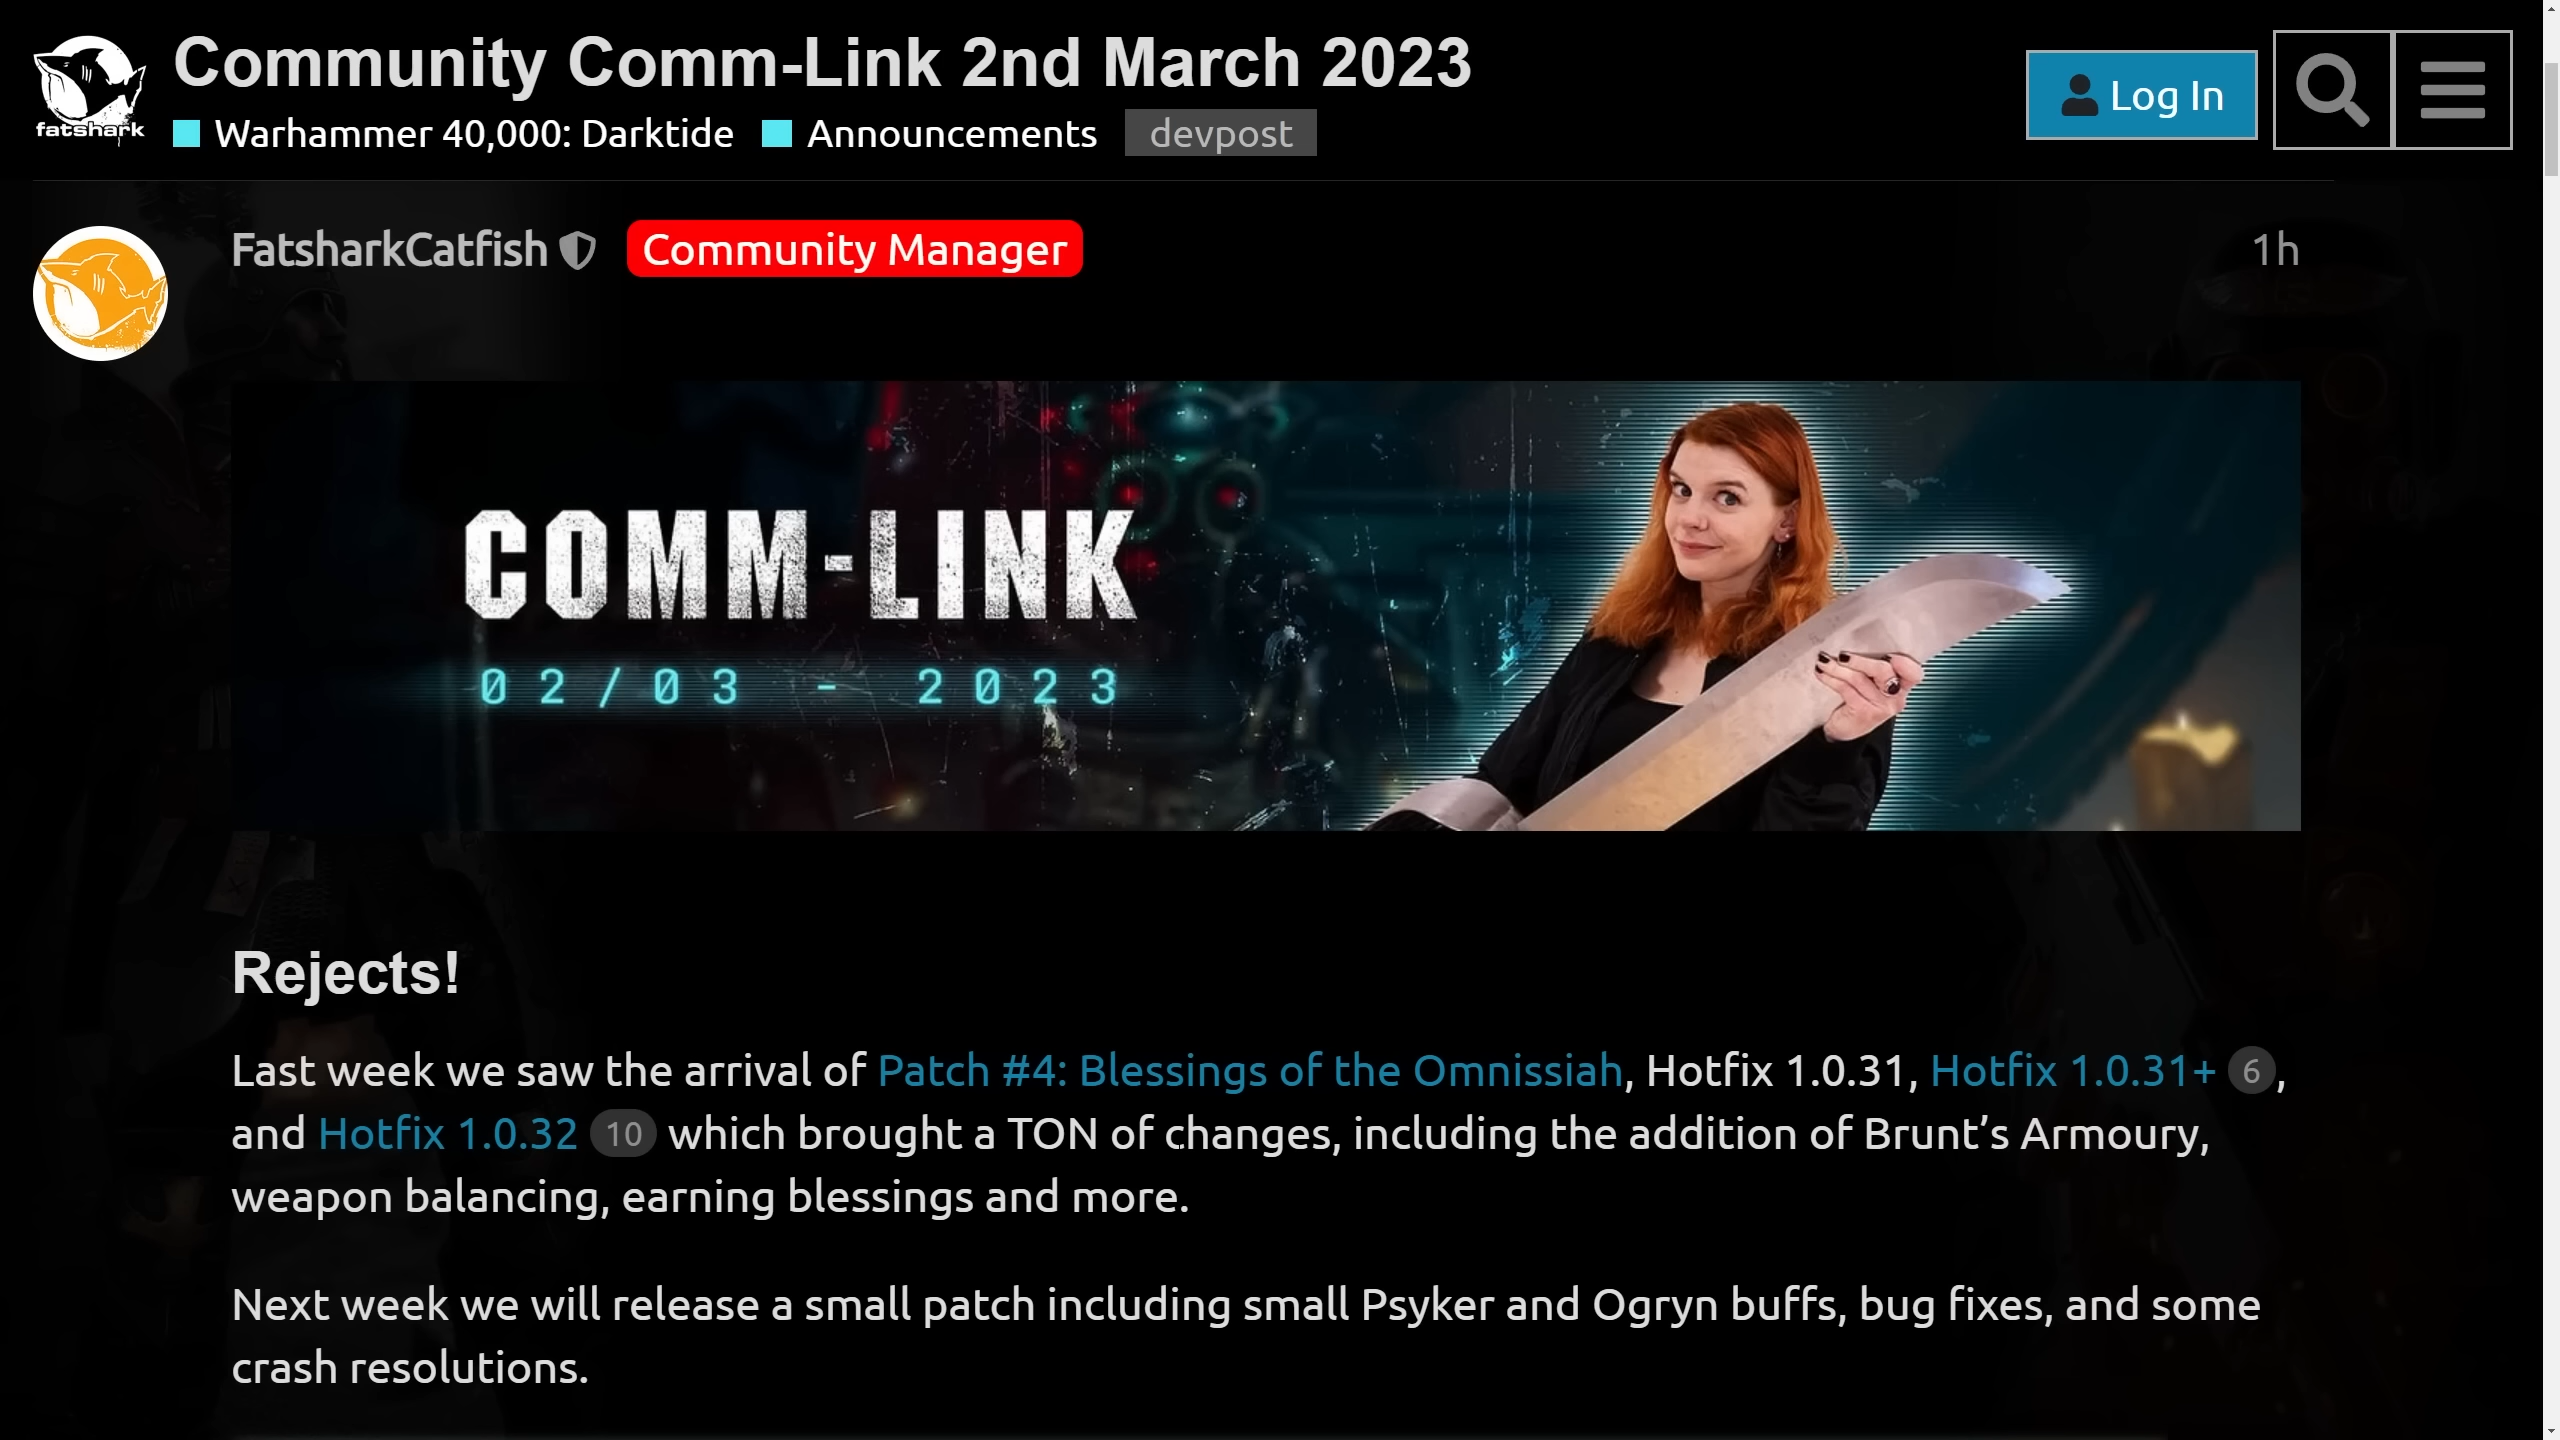 Community Comm-Link 2nd March 2023
fatshark
Warhammer 40,000: Darktide
Announcements
devpost
Log In
FatsharkCatfish
Community Manager
1h
COMM-LINK
02/03 - 2023
Rejects!
Last week we saw the arrival of Patch #4: Blessings of the Omnissiah, Hotfix 1.0.31, Hotfix 1.0.31+ 6,
and Hotfix 1.0.32 10 which brought a TON of changes, including the addition of Brunt’s Armoury,
weapon balancing, earning blessings and more.
Next week we will release a small patch including small Psyker and Ogryn buffs, bug fixes, and some
crash resolutions.